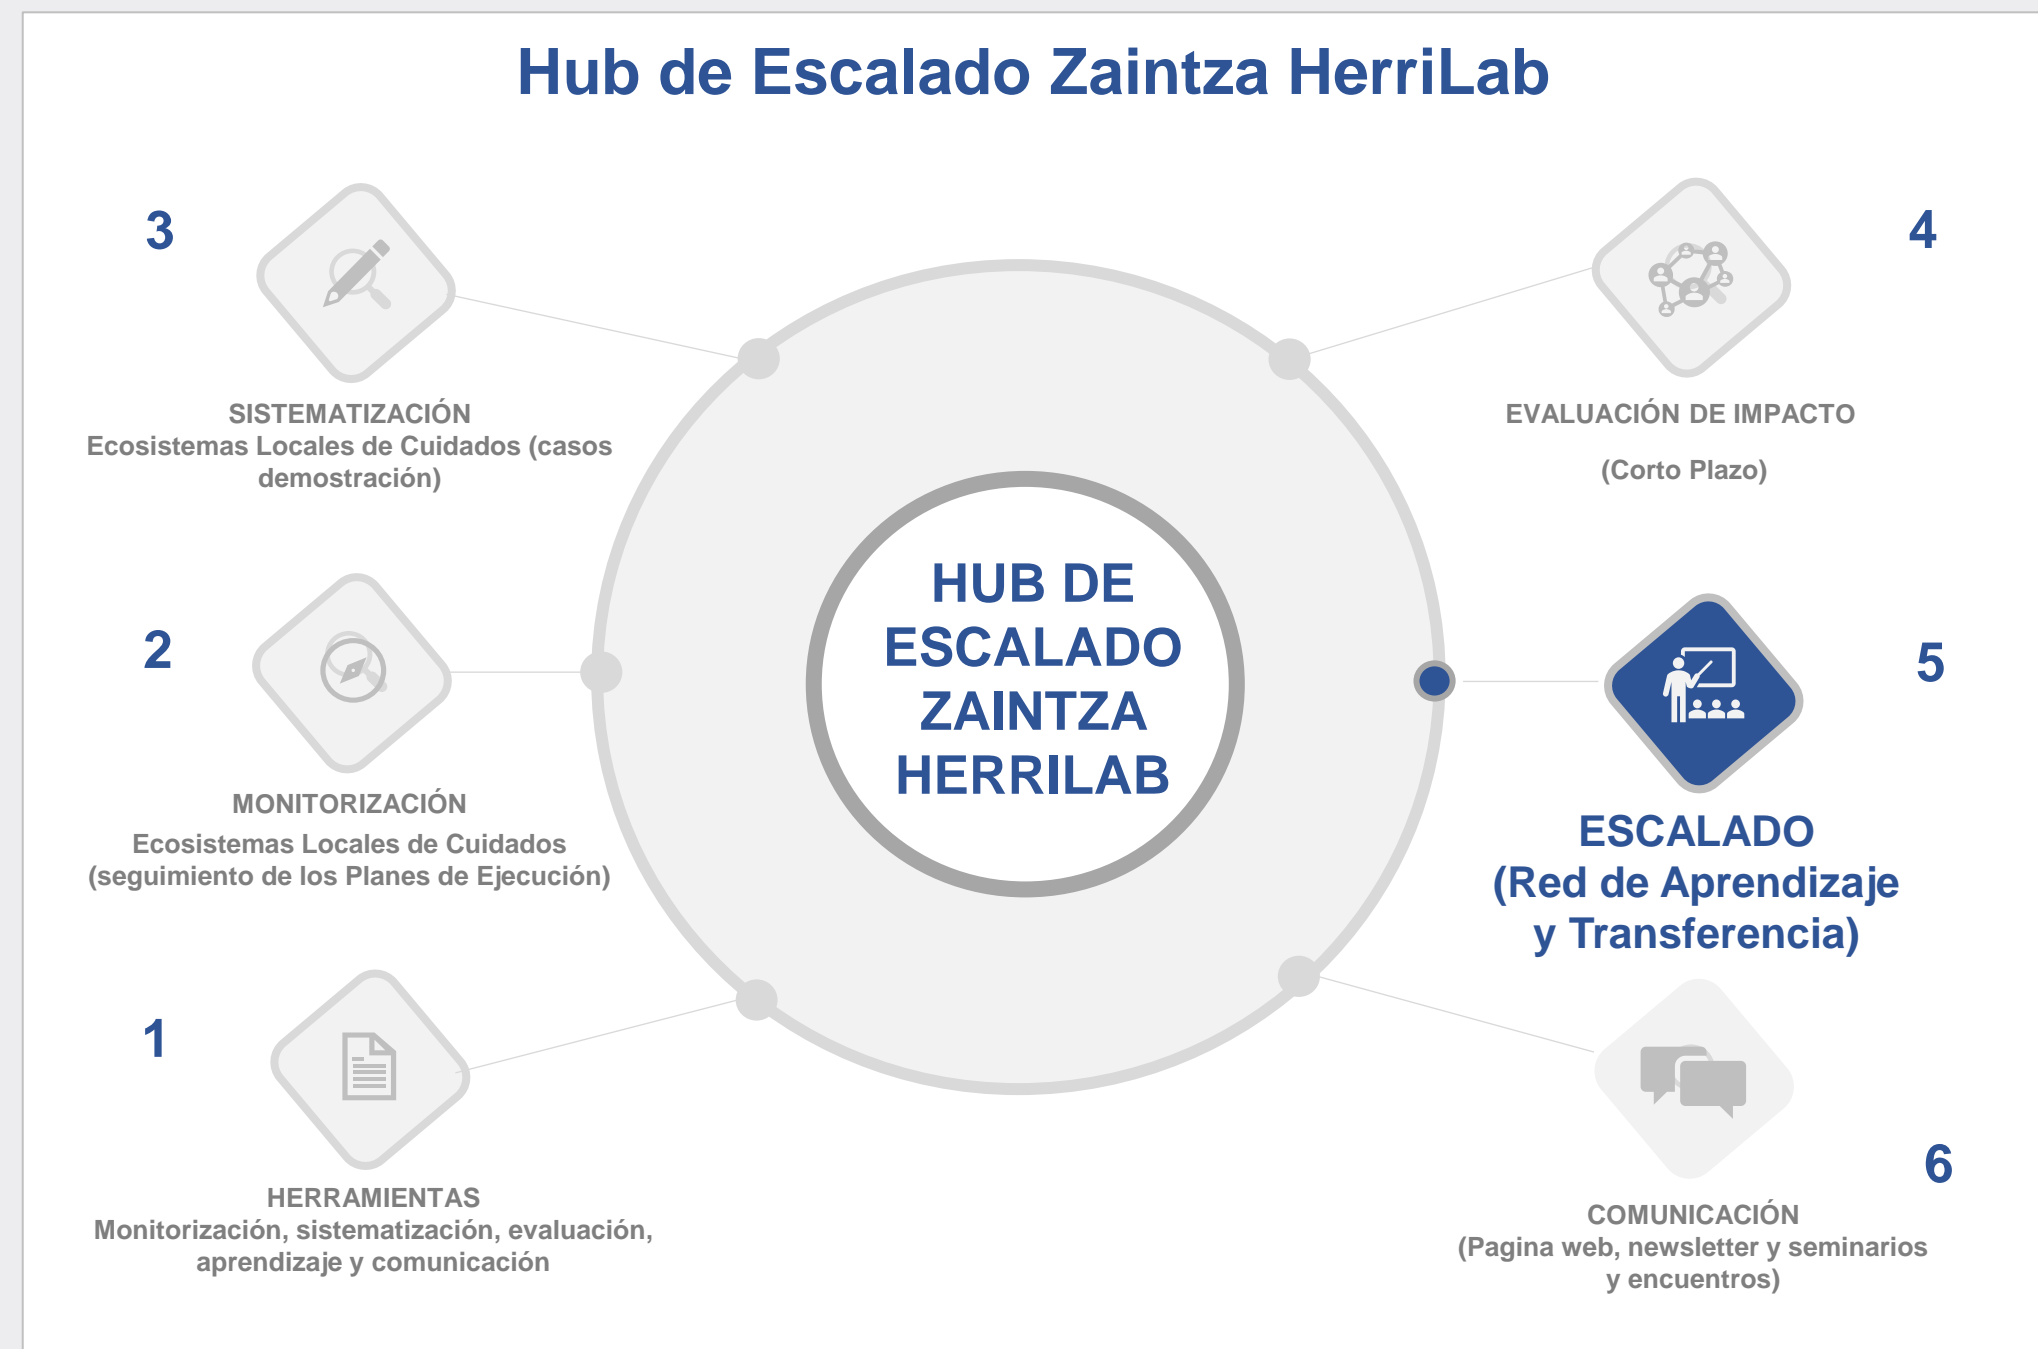 Hub de Escalado Zaintza HerriLab
3
SISTEMATIZACIÓN
Ecosistemas Locales de Cuidados (casos
demostración)
2
MONITORIZACIÓN
Ecosistemas Locales de Cuidados
(seguimiento de los Planes de Ejecución)
1
HERRAMIENTAS
Monitorización, sistematización, evaluación,
aprendizaje y comunicación
HUB DE
ESCALADO
ZAINTZA
HERRILAB
4
EVALUACIÓN DE IMPACTO
(Corto Plazo)
5
ESCALADO
(Red de Aprendizaje
y Transferencia)
6
COMUNICACIÓN
(Pagina web, newsletter y seminarios
y encuentros)